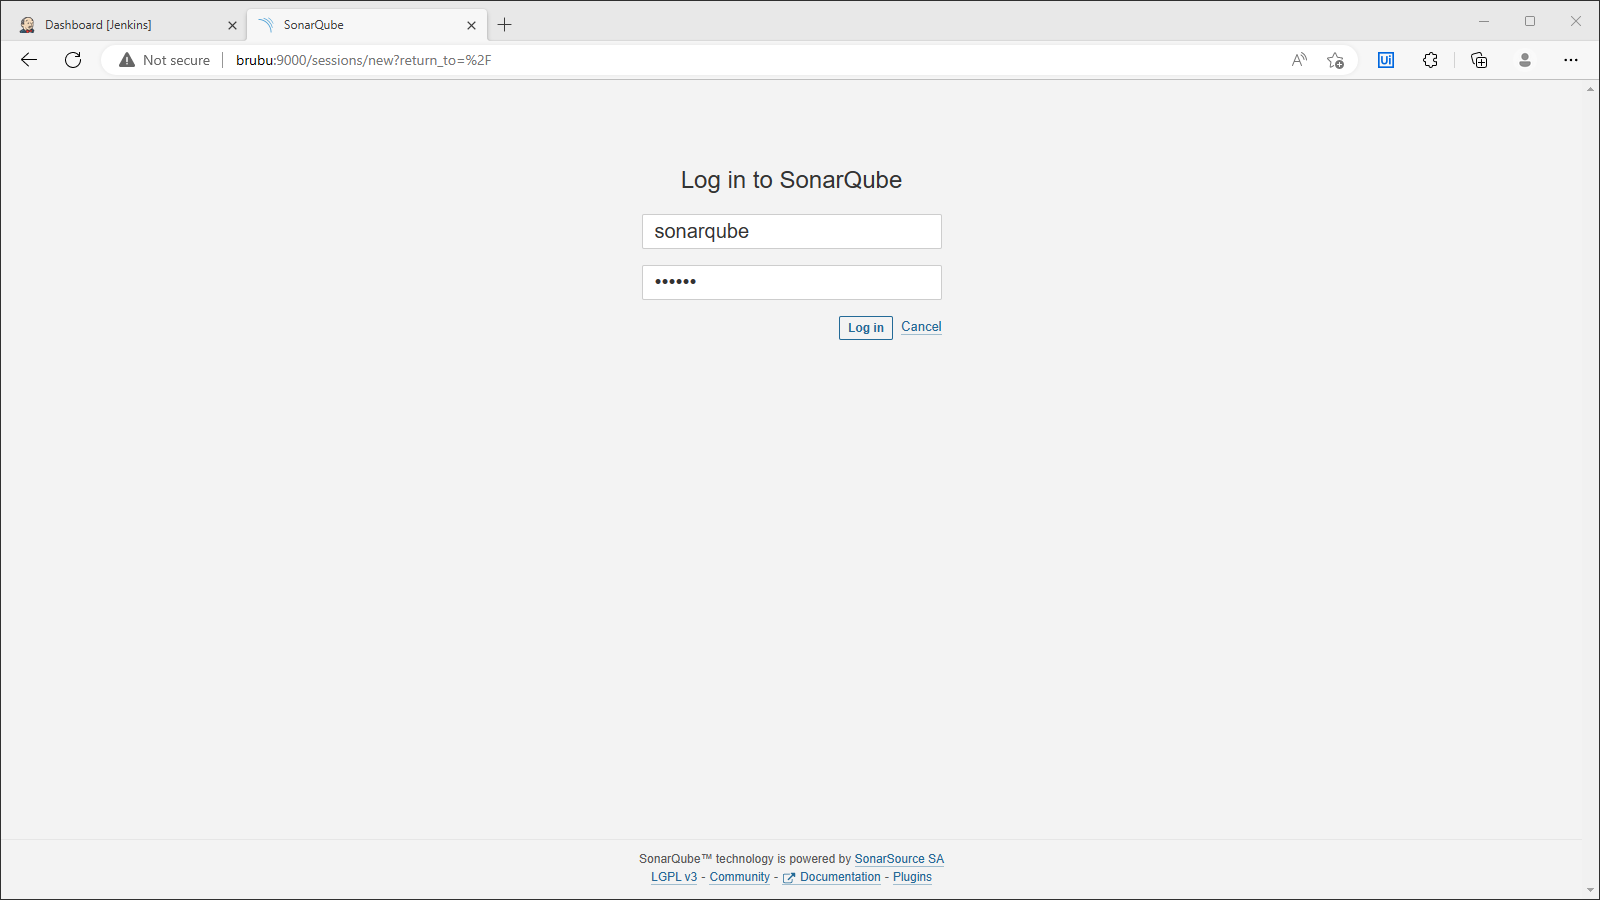 Dashboard [Jenkins]
SonarQube
Not secure
brubu:9000/sessions/new?return_to=%2F
Ui
Log in to SonarQube
sonarqube
••••••
Log in Cancel
SonarQube™ technology is powered by SonarSource SA
LGPL v3 - Community - Documentation - Plugins